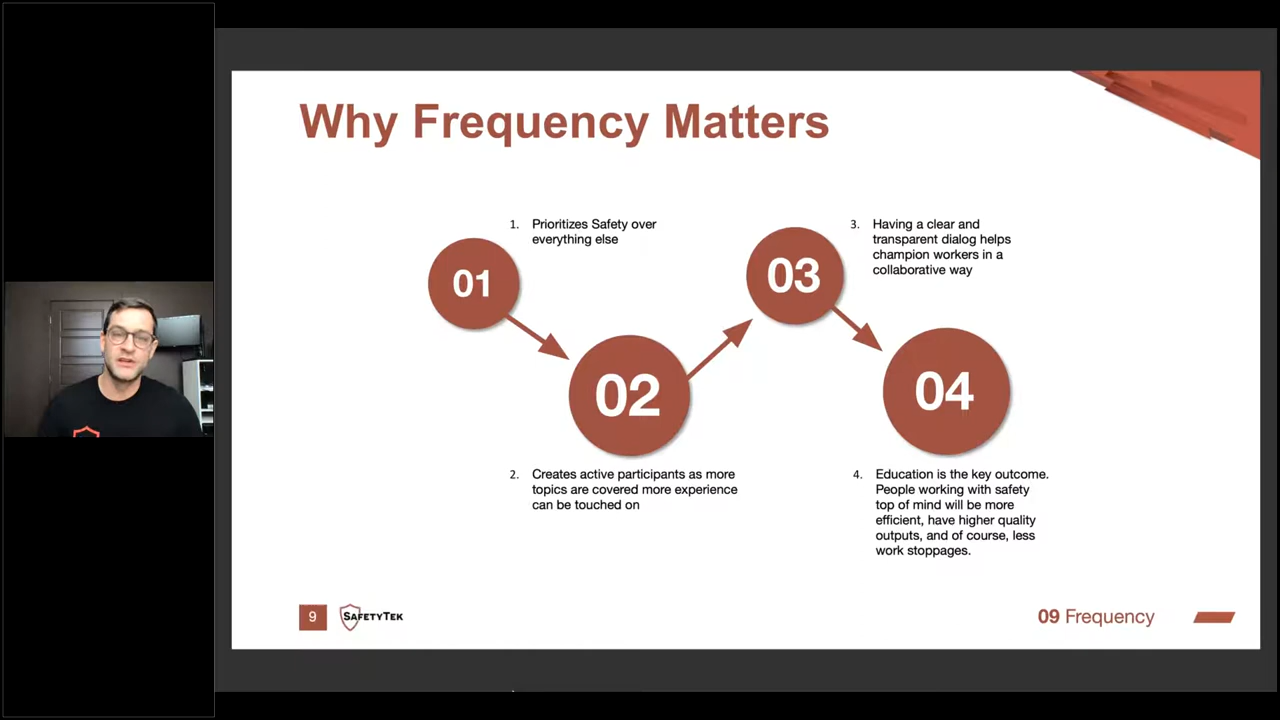 Why Frequency Matters
01
1. Prioritizes Safety over
everything else
02
2. Creates active participants as more
topics are covered more experience
can be touched on
03
3. Having a clear and
transparent dialog helps
champion workers in a
collaborative way
04
4. Education is the key outcome.
People working with safety
top of mind will be more
efficient, have higher quality
outputs, and of course, less
work stoppages.
9
SAFETYTEK
09 Frequency